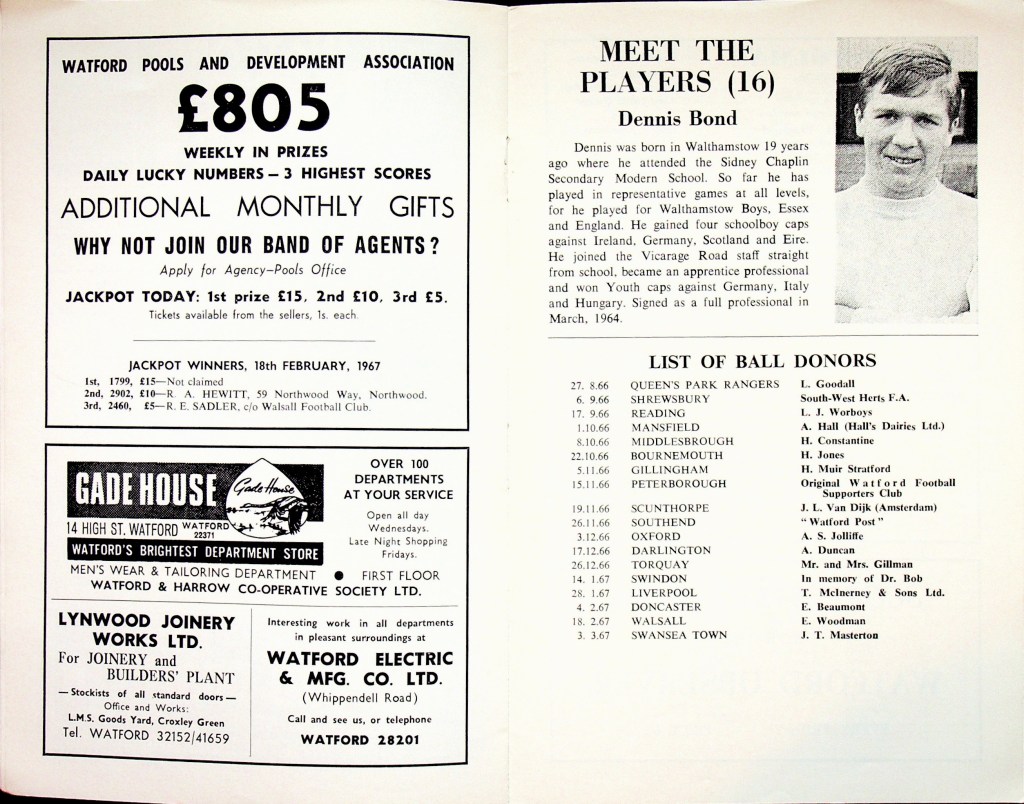 WATFORD POOLS AND DEVELOPMENT ASSOCIATION
£805
WEEKLY IN PRIZES
DAILY LUCKY NUMBERS – 3 HIGHEST SCORES
ADDITIONAL MONTHLY GIFTS
WHY NOT JOIN OUR BAND OF AGENTS?
Apply for Agency–Pools Office
JACKPOT TODAY: 1st prize £15, 2nd £10, 3rd £5.
Tickets available from the sellers, 1s. each.
JACKPOT WINNERS, 18th FEBRUARY, 1967
1st, 1799, £15—Not claimed
2nd, 2902, £10—R. A. HEWITT, 59 Northwood Way, Northwood.
3rd, 2460, £5—R. E. SADLER, c/o Walsall Football Club.
GADE HOUSE
Gade House
14 HIGH ST. WATFORD WATFORD 22371
WATFORD'S BRIGHTEST DEPARTMENT STORE
OVER 100
DEPARTMENTS
AT YOUR SERVICE
Open all day
Wednesdays.
Late Night Shopping
Fridays.
MEN'S WEAR & TAILORING DEPARTMENT ● FIRST FLOOR
WATFORD & HARROW CO-OPERATIVE SOCIETY LTD.
LYNWOOD JOINERY
WORKS LTD.
For JOINERY and
BUILDERS' PLANT
— Stockists of all standard doors —
Office and Works:
L.M.S. Goods Yard, Croxley Green
Tel. WATFORD 32152/41659
Interesting work in all departments
in pleasant surroundings at
WATFORD ELECTRIC
& MFG. CO. LTD.
(Whippendell Road)
Call and see us, or telephone
WATFORD 28201
MEET THE
PLAYERS (16)
Dennis Bond
Dennis was born in Walthamstow 19 years
ago where he attended the Sidney Chaplin
Secondary Modern School. So far he has
played in representative games at all levels,
for he played for Walthamstow Boys, Essex
and England. He gained four schoolboy caps
against Ireland, Germany, Scotland and Eire.
He joined the Vicarage Road staff straight
from school, became an apprentice professional
and won Youth caps against Germany, Italy
and Hungary. Signed as a full professional in
March, 1964.
LIST OF BALL DONORS
27. 8.66 QUEEN'S PARK RANGERS L. Goodall
6. 9.66 SHREWSBURY South-West Herts F.A.
17. 9.66 READING L. J. Worboys
1.10.66 MANSFIELD A. Hall (Hall's Dairies Ltd.)
8.10.66 MIDDLESBROUGH H. Constantine
22.10.66 BOURNEMOUTH H. Jones
5.11.66 GILLINGHAM H. Muir Stratford
15.11.66 PETERBOROUGH Original Watford Football
Supporters Club
19.11.66 SCUNTHORPE J. L. Van Dijk (Amsterdam)
26.11.66 SOUTHEND "Watford Post"
3.12.66 OXFORD A. S. Jolliffe
17.12.66 DARLINGTON A. Duncan
26.12.66 TORQUAY Mr. and Mrs. Gillman
14. 1.67 SWINDON In memory of Dr. Bob
28. 1.67 LIVERPOOL T. McInerney & Sons Ltd.
4. 2.67 DONCASTER E. Beaumont
18. 2.67 WALSALL E. Woodman
3. 3.67 SWANSEA TOWN J. T. Masterton